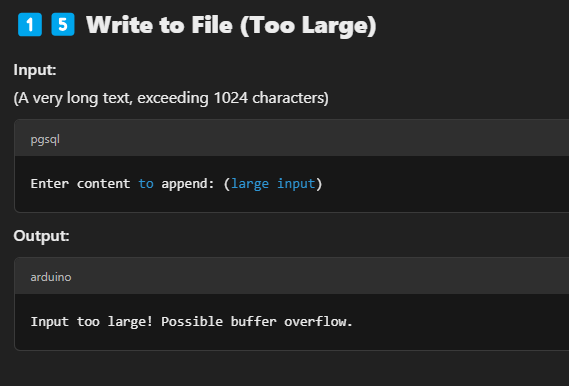 1️⃣ 5️⃣ Write to File (Too Large)
Input:
(A very long text, exceeding 1024 characters)
pgsql
Enter content to append: (large input)
Output:
arduino
Input too large! Possible buffer overflow.